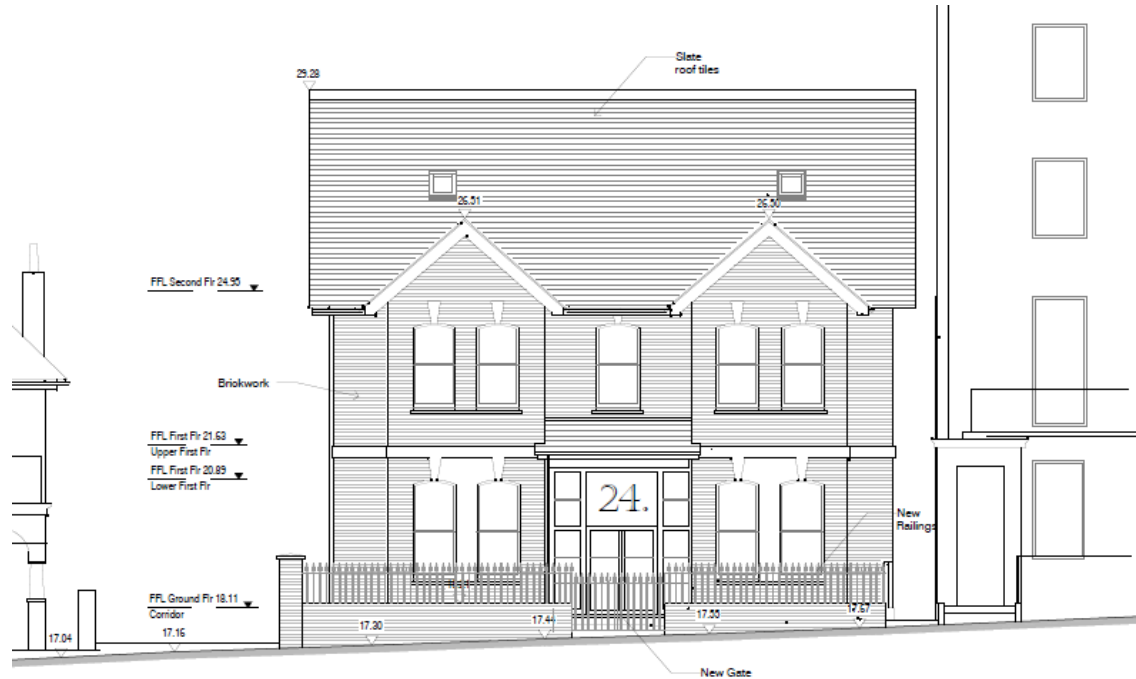 Slate
roof tiles
29.28
26.51
26.50
FFL Second Flr 24.95
Brickwork
FFL First Flr 21.63
Upper First Flr
FFL First Flr 20.89
Lower First Flr
24.
New
Railings
FFL Ground Flr 18.11
Corridor
17.04
17.16
17.30
17.44
17.55
17.67
New Gate